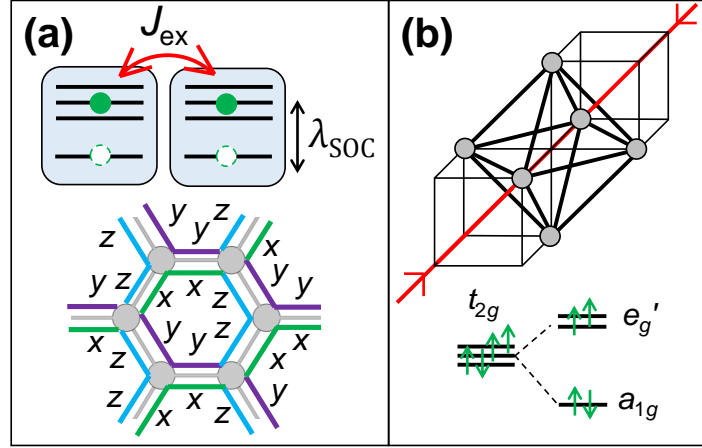 (a)
J_ex
λ_SOC
y z
z y x
y
z x x z y
y x y
x y y z x
z x
x x y
z x z y
(b)
t_2g
e_g′
a_1g